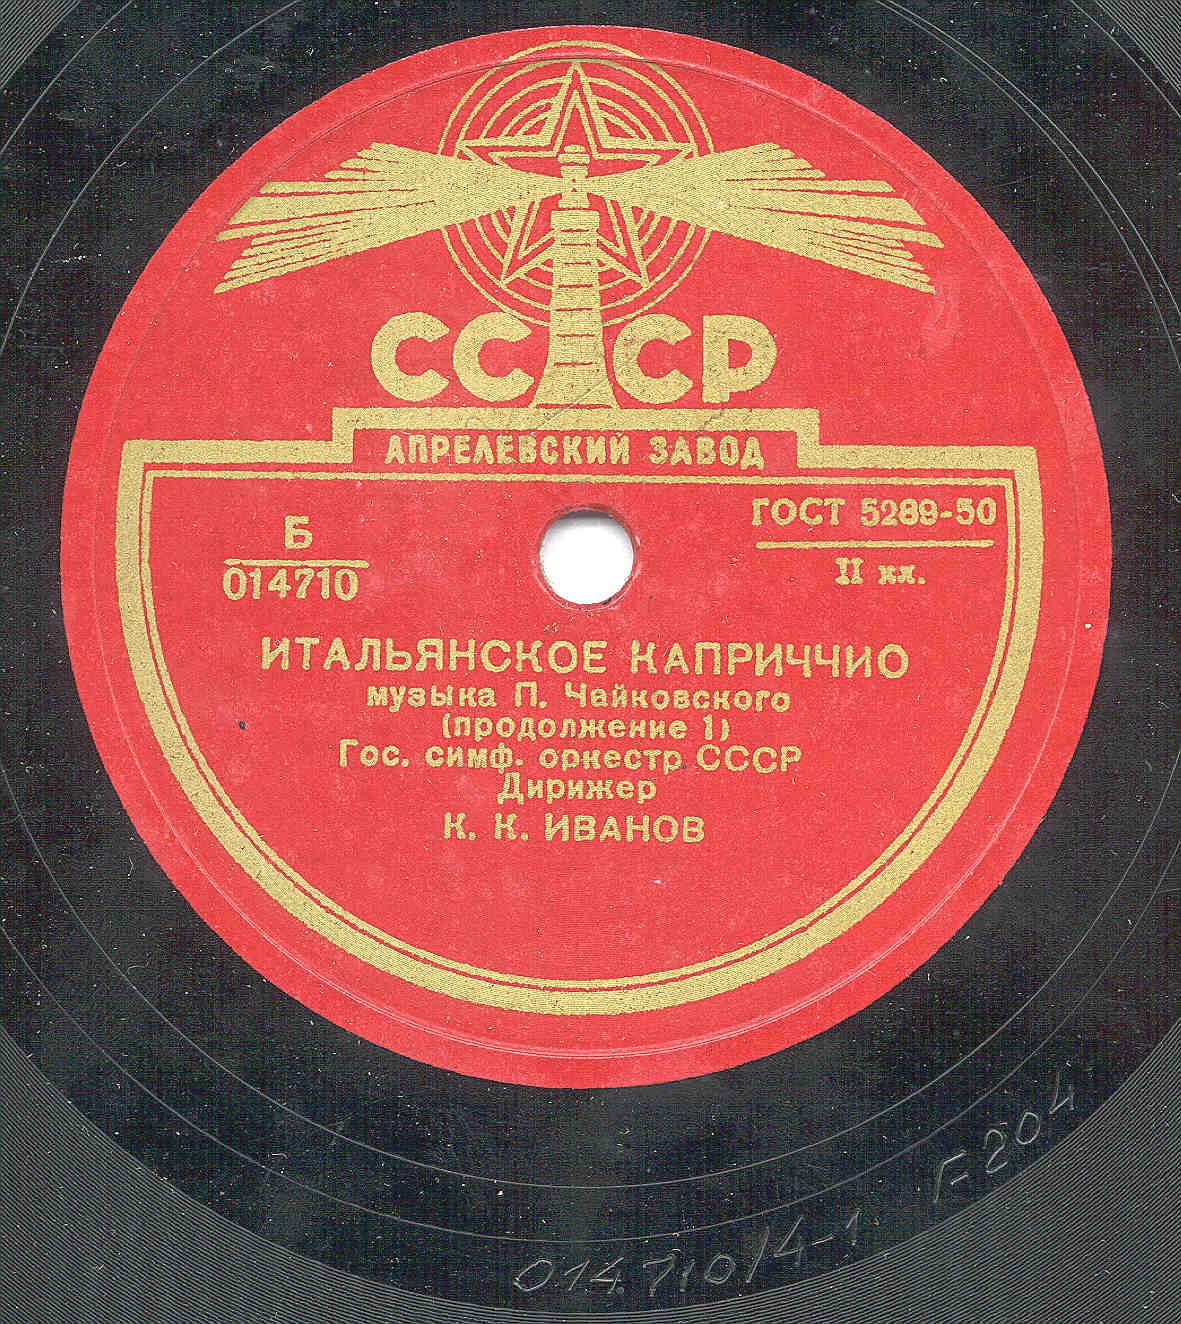 СССР
АПРЕЛЕВСКИЙ ЗАВОД
Б
014710
ГОСТ 5289-50
II кл.
ИТАЛЬЯНСКОЕ КАПРИЧЧИО
музыка П. Чайковского
(продолжение 1)
Гос. симф. оркестр СССР
Дирижер
К. К. ИВАНОВ
014710/4-1
Г-204